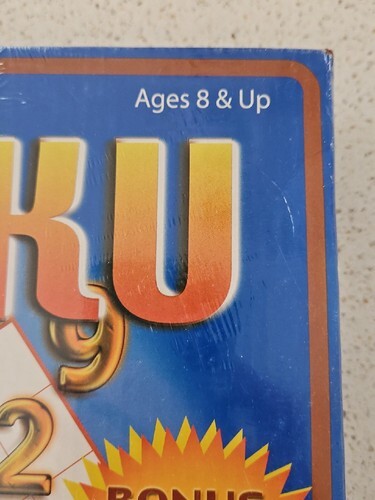 Ages 8 & Up
KU
9
2
BONUS